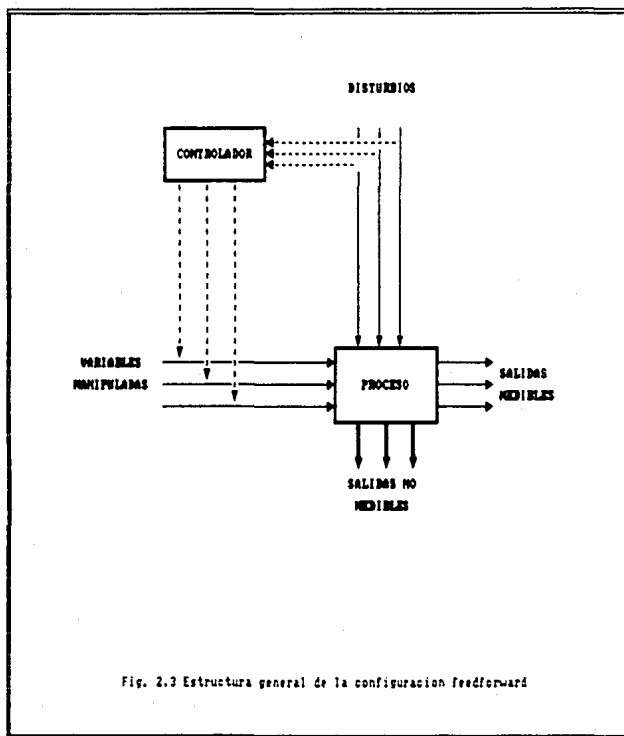 DISTURBIOS
CONTROLADOR
VARIABLES
MANIPULADAS
PROCESO
SALIDAS
MEDIBLES
SALIDAS NO
MEDIBLES
Fig. 2.3 Estructura general de la configuracion feedforward